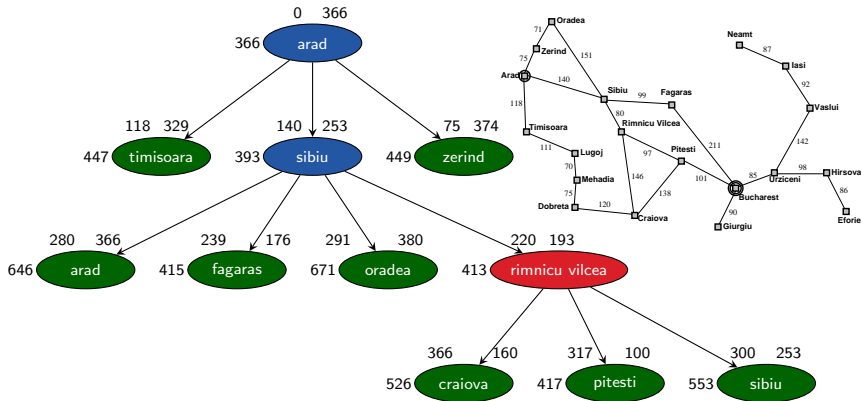 0 366
366 arad
118 329
447 timisoara
140 253
393 sibiu
75 374
449 zerind
280 366
646 arad
239 176
415 fagaras
291 380
671 oradea
220 193
413 rimnicu vilcea
366 160
526 craiova
317 100
417 pitesti
300 253
553 sibiu
Oradea
71
Zerind
75
151
Arad
140
118
Sibiu
99
Fagaras
80
Rimnicu Vilcea
Timisoara
111
Lugoj
70
Mehadia
75
Dobreta
120
Craiova
146
138
97
Pitesti
101
211
Bucharest
90
Giurgiu
85
Urziceni
98
Hirsova
86
Eforie
142
Vaslui
92
Iasi
87
Neamt